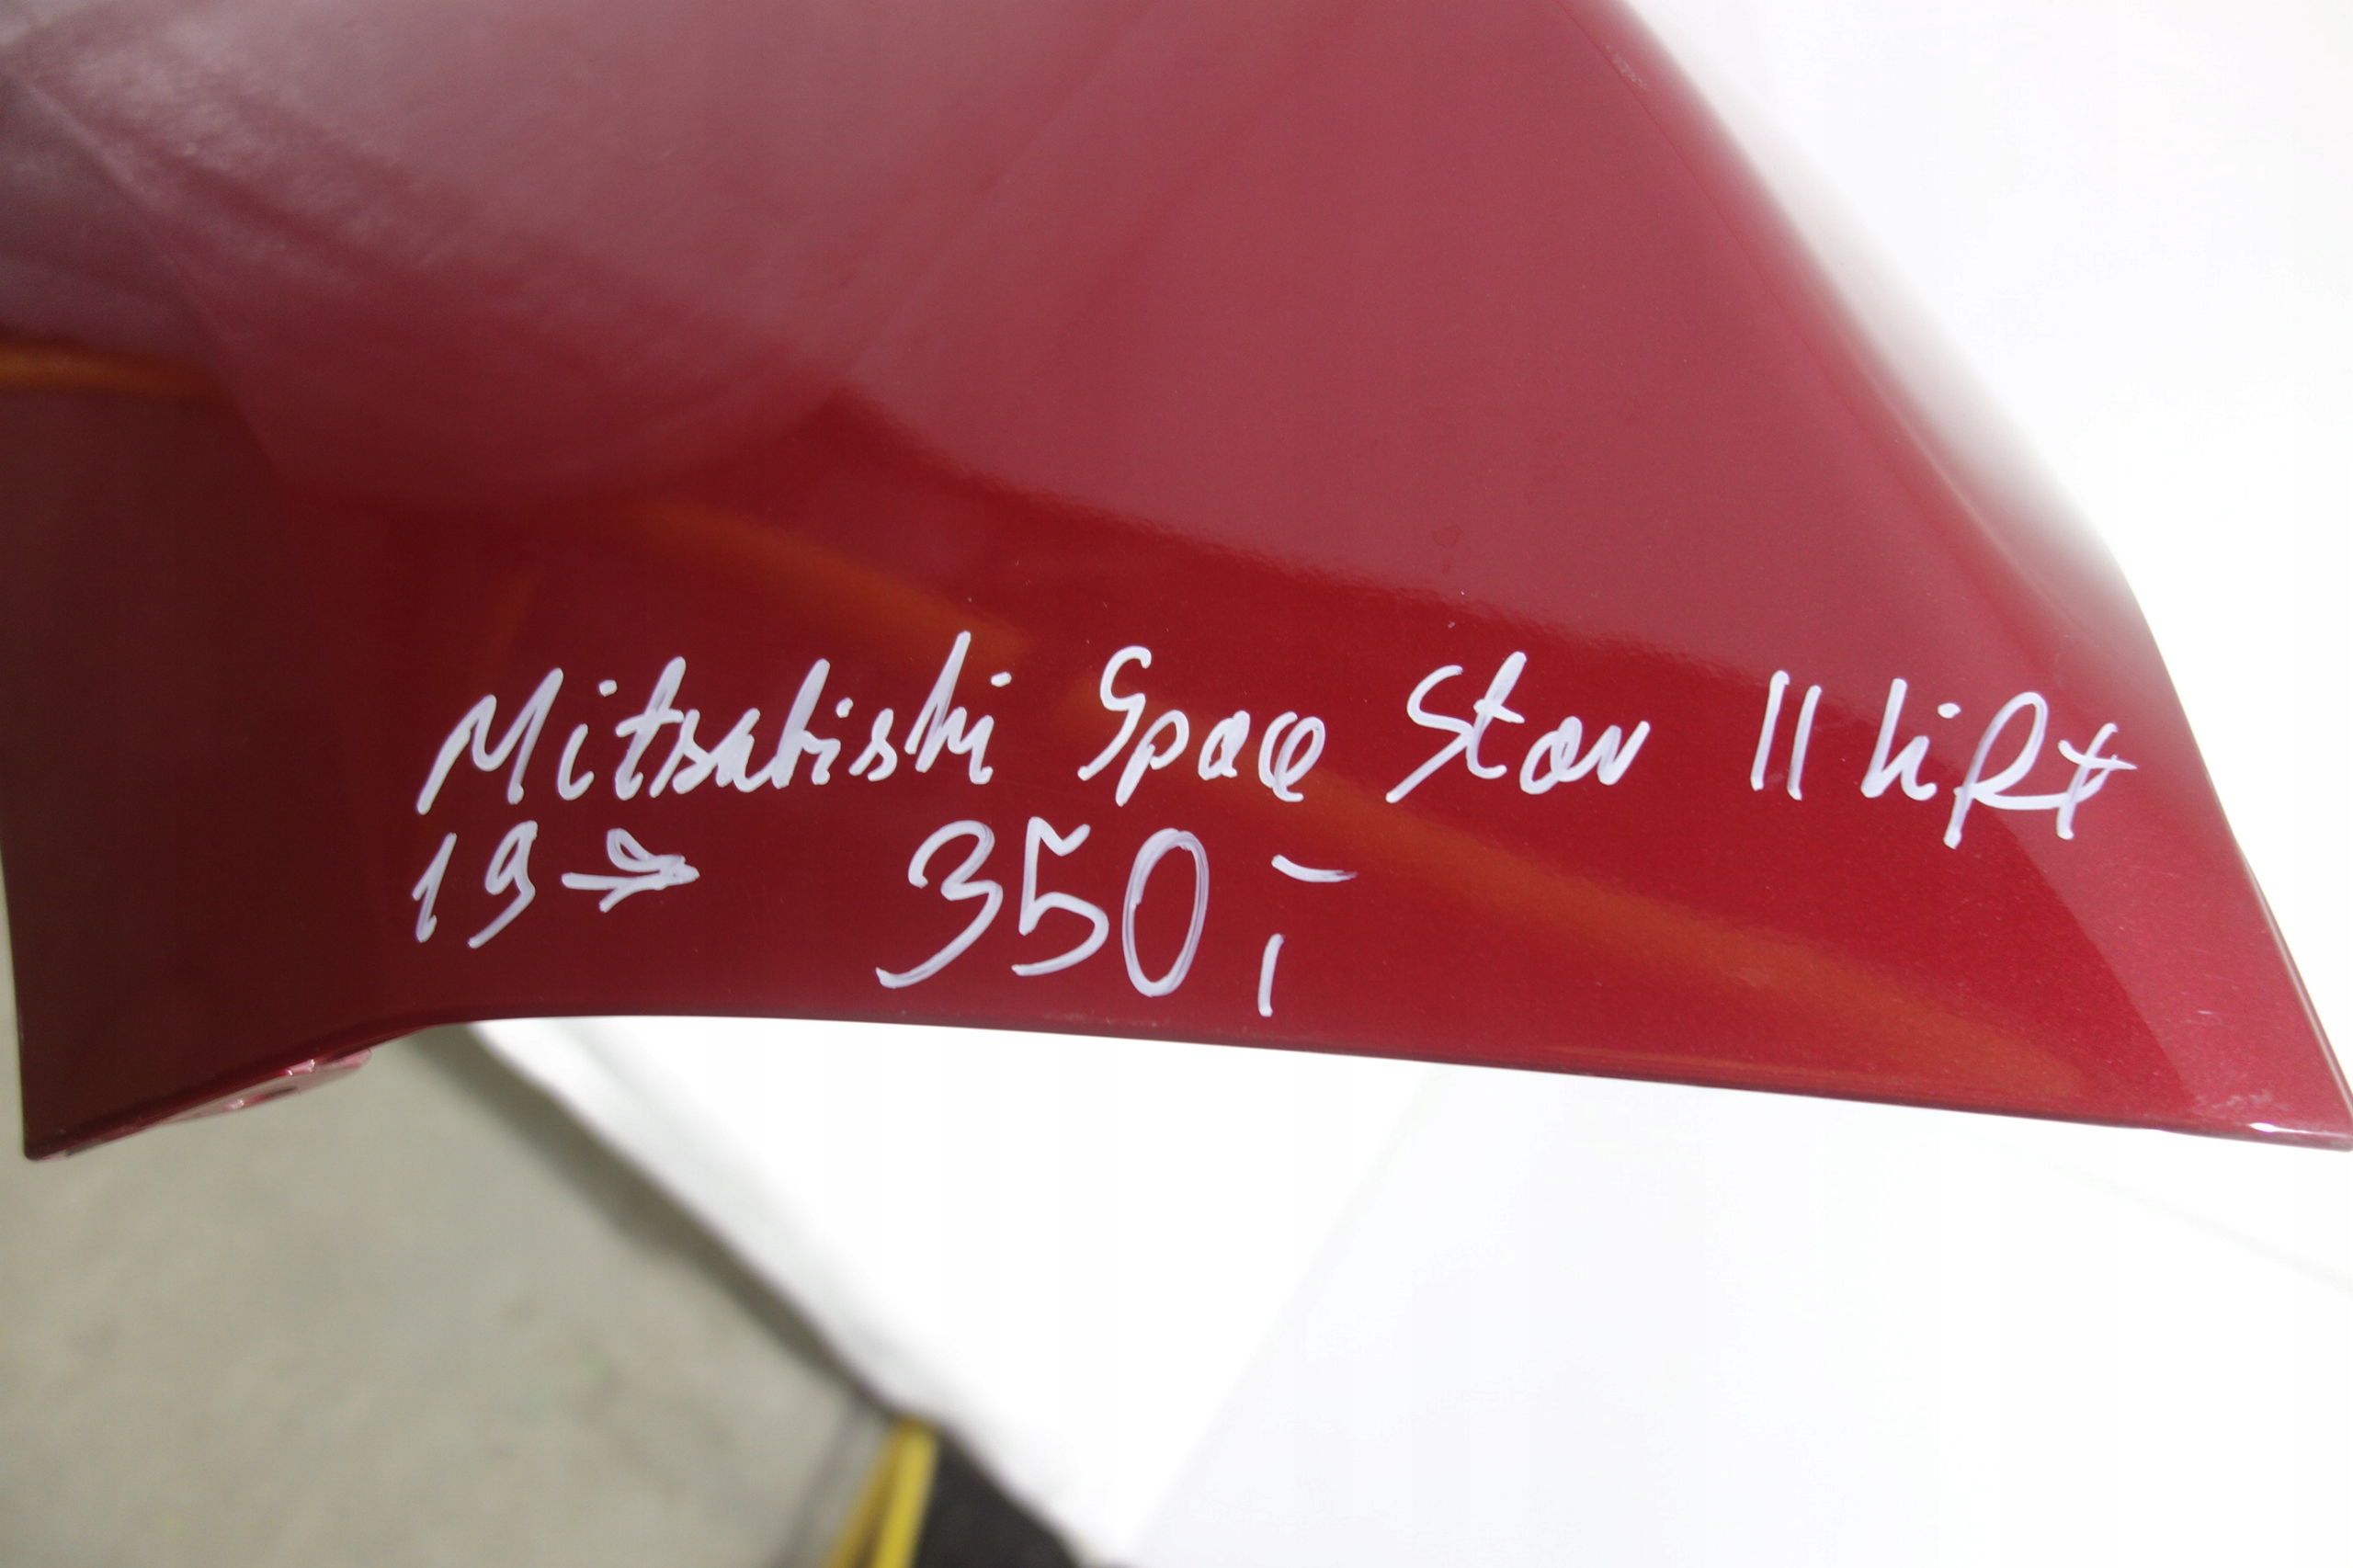 Mitsubishi Space Star II lift
19→ 350,-